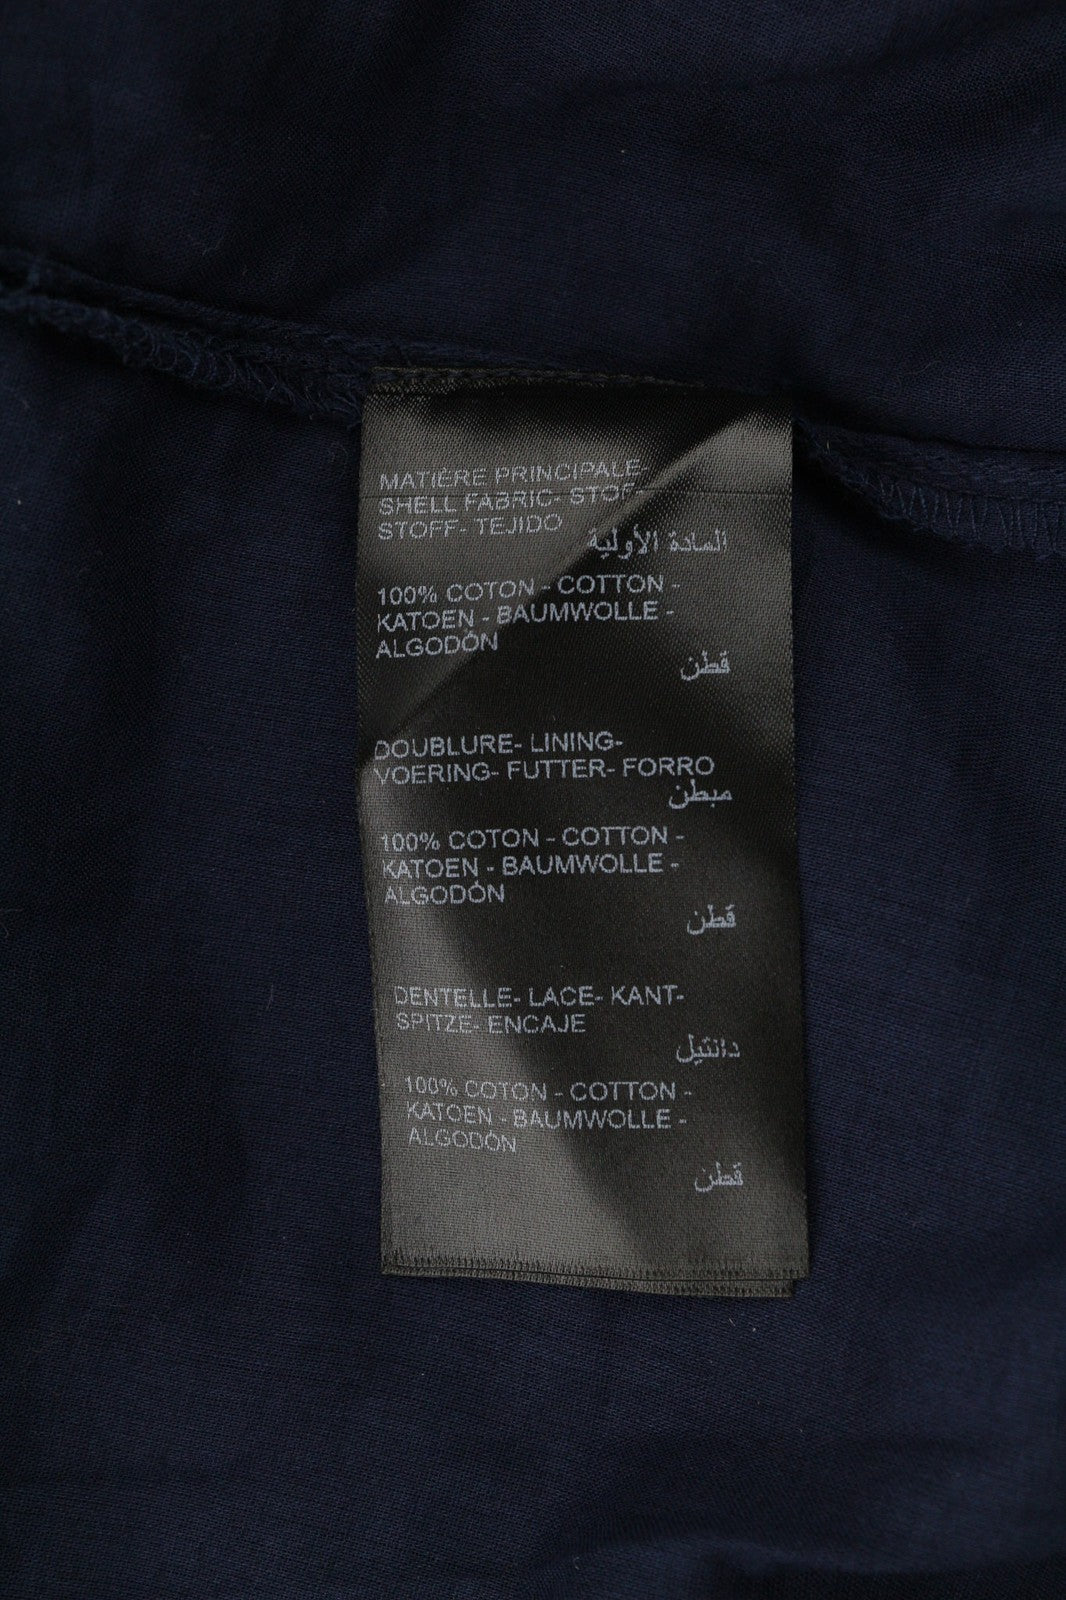 MATIÈRE PRINCIPALE-
SHELL FABRIC- STOF-
STOFF- TEJIDO
المادة الأولية
100% COTON - COTTON -
KATOEN - BAUMWOLLE -
ALGODÓN
قطن
DOUBLURE- LINING-
VOERING- FUTTER- FORRO
مبطن
100% COTON - COTTON -
KATOEN - BAUMWOLLE -
ALGODÓN
قطن
DENTELLE- LACE- KANT-
SPITZE- ENCAJE
دانتيل
100% COTON - COTTON -
KATOEN - BAUMWOLLE -
ALGODÓN
قطن